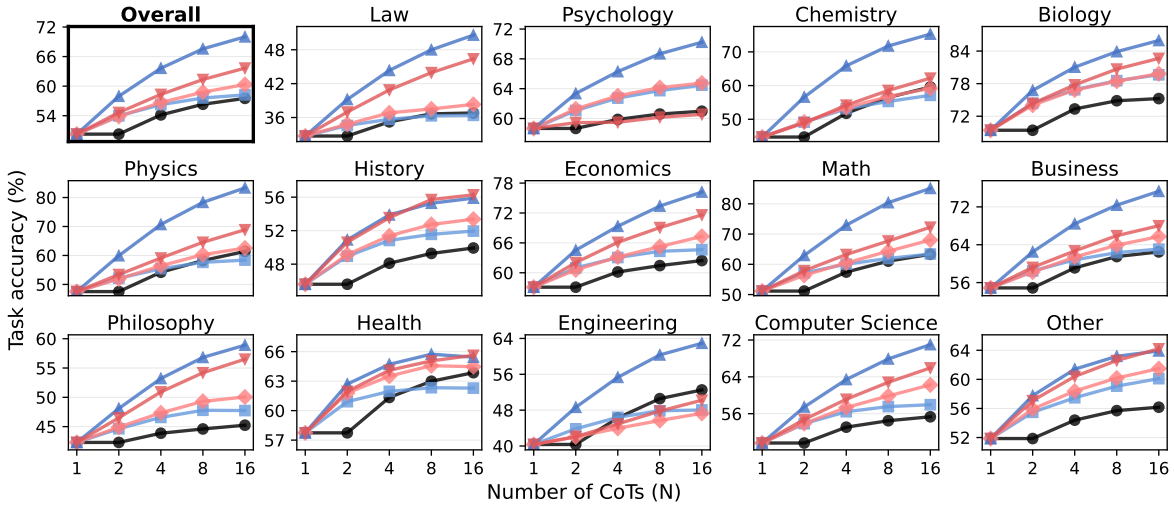 Overall
Law
Psychology
Chemistry
Biology
72
66
60
54
48
42
36
72
68
64
60
70
60
50
84
78
72
Physics
History
Economics
Math
Business
80
70
60
50
56
52
48
78
72
66
60
80
70
60
50
72
64
56
Philosophy
Health
Engineering
Computer Science
Other
60
55
50
45
66
63
60
57
64
56
48
40
72
64
56
64
60
56
52
1 2 4 8 16
1 2 4 8 16
1 2 4 8 16
1 2 4 8 16
1 2 4 8 16
Task accuracy (%)
Number of CoTs (N)